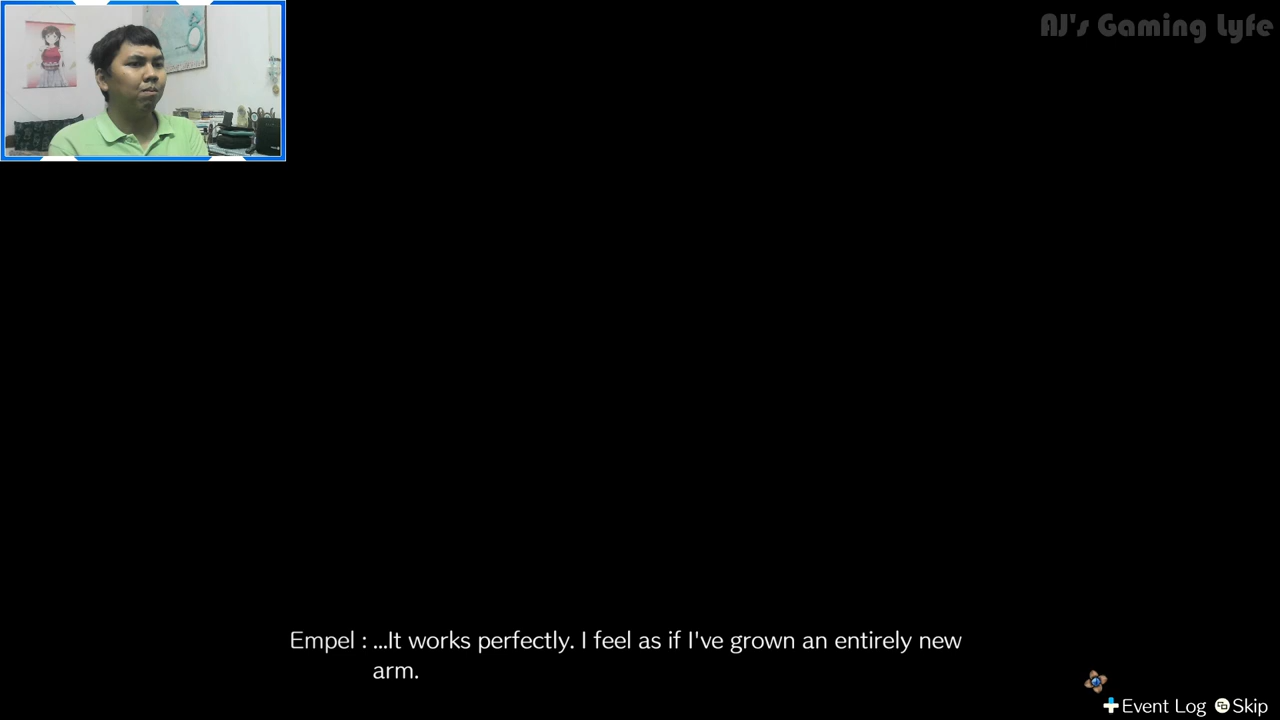 AJ's Gaming Lyfe
Empel : ...It works perfectly. I feel as if I've grown an entirely new
arm.
Event Log Skip